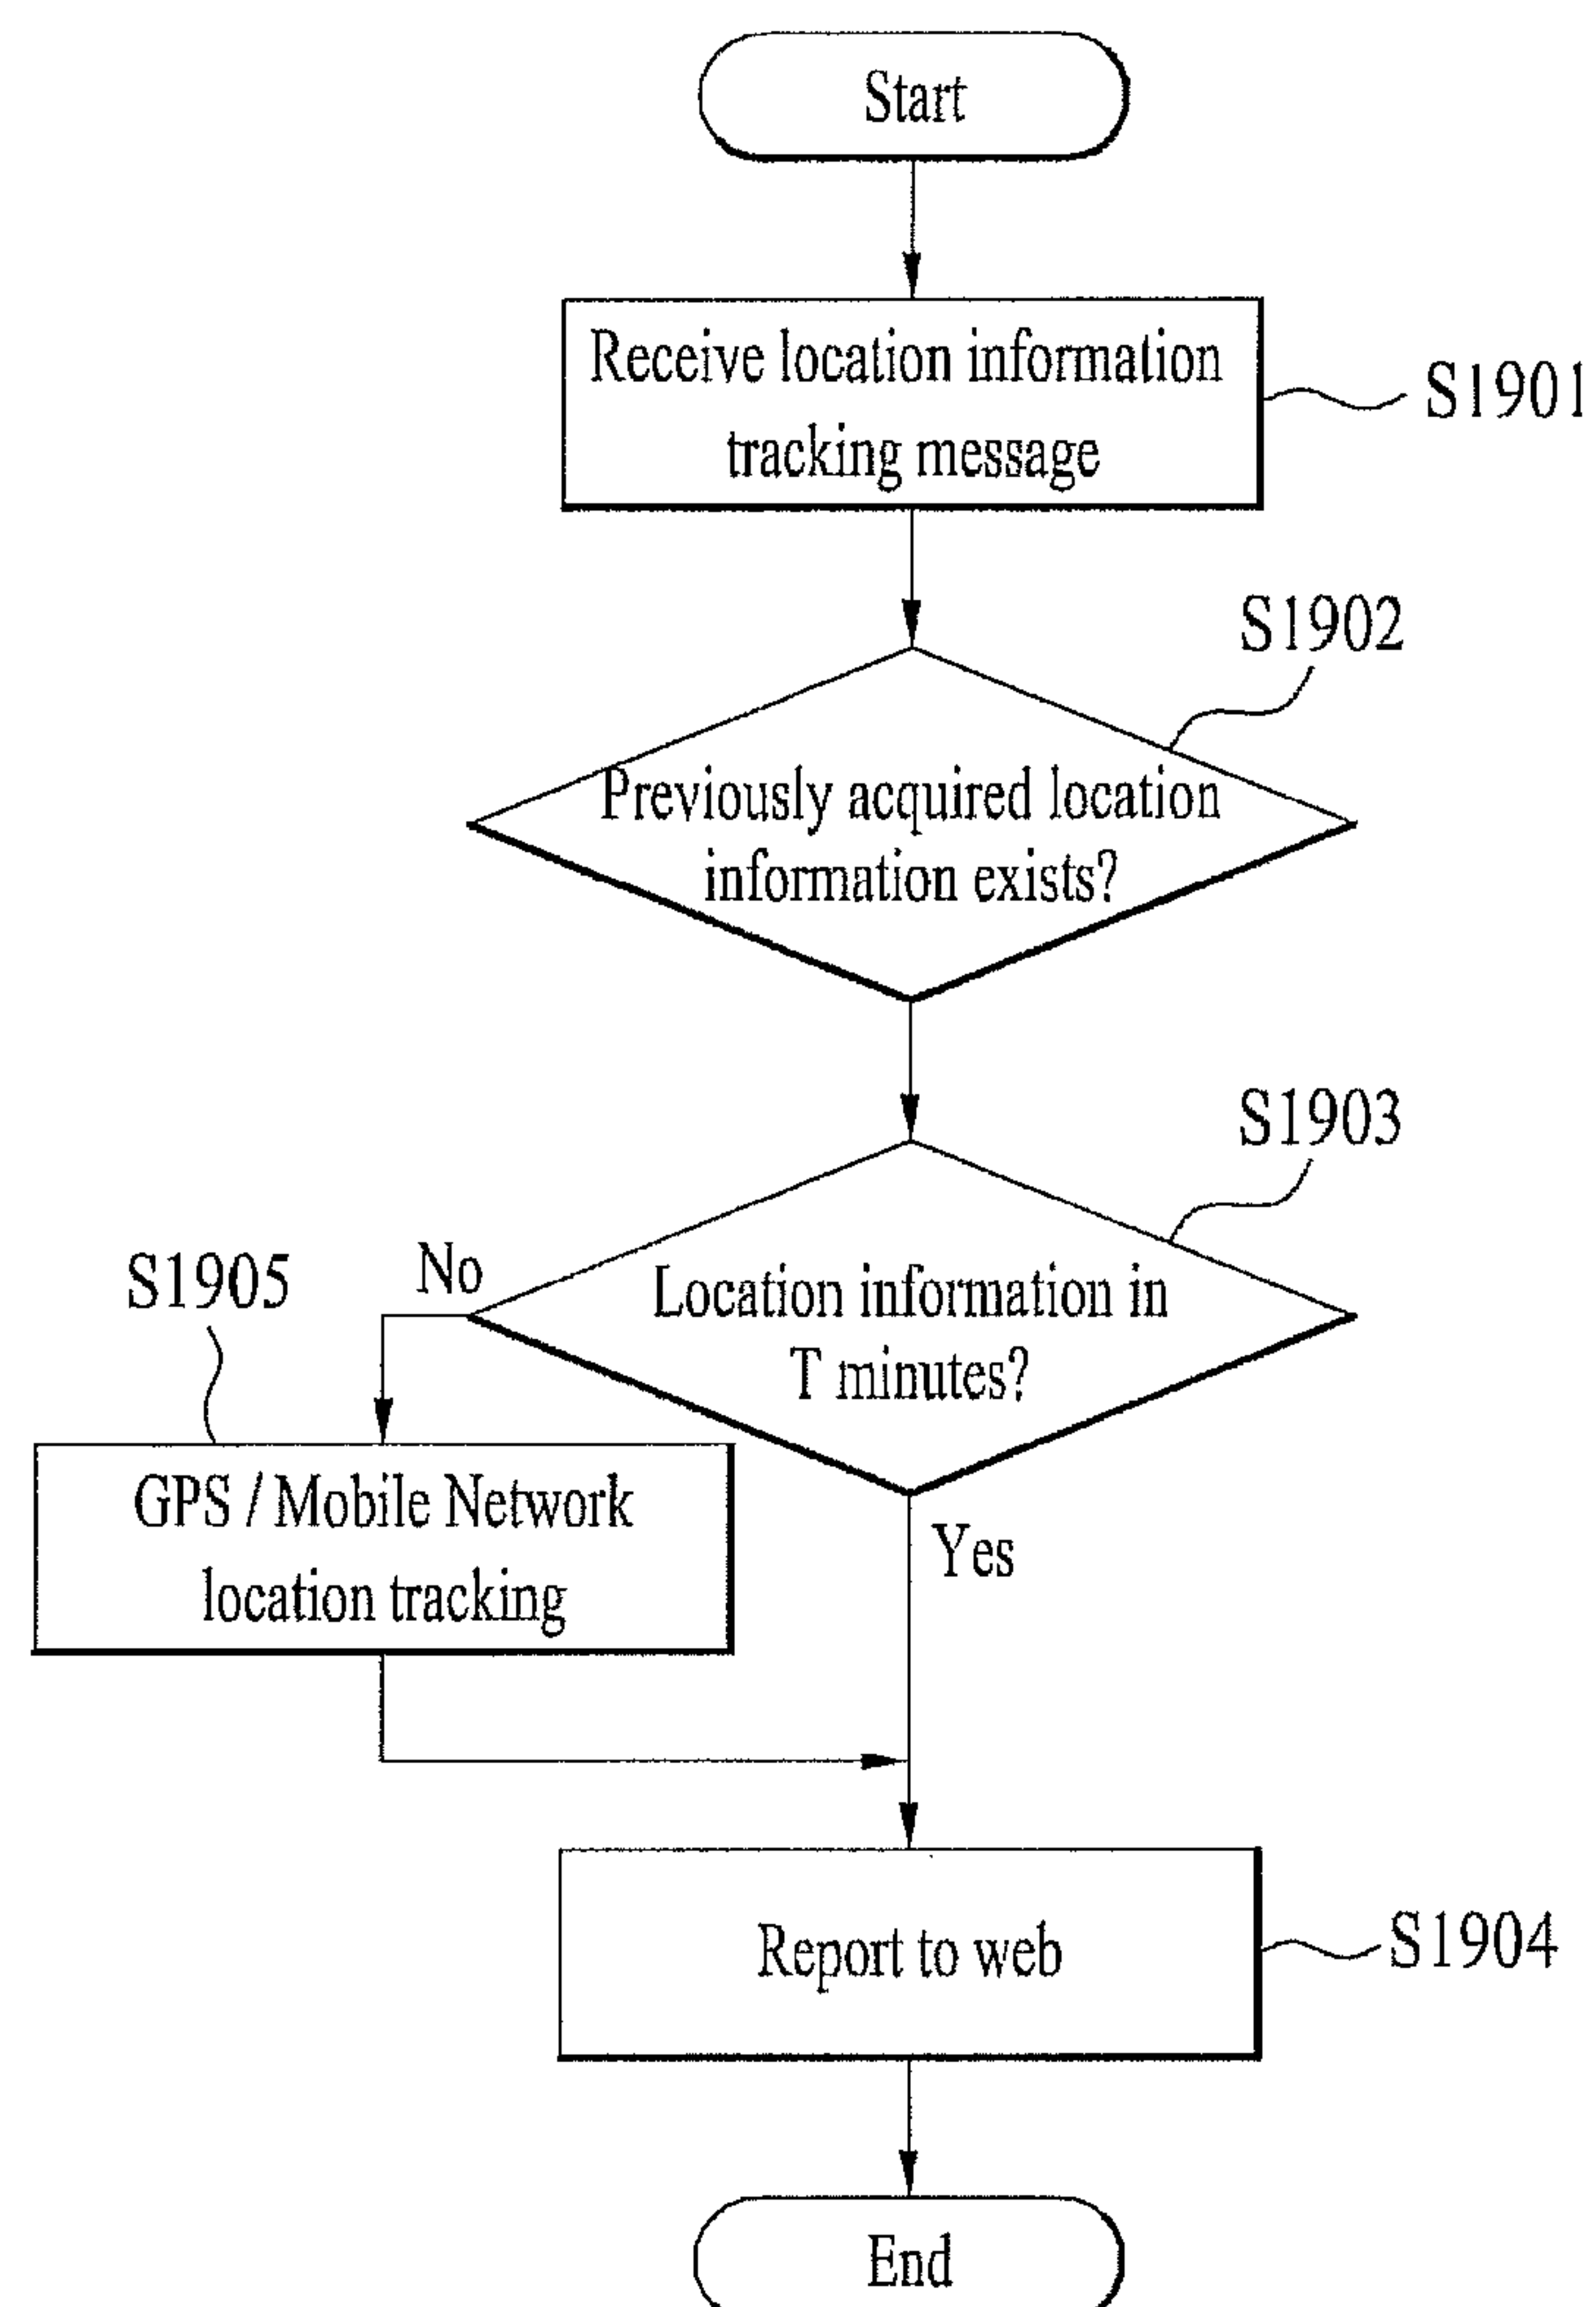 Start
Receive location information
tracking message
S1901
S1902
Previously acquired location
information exists?
S1903
S1905
No
Location information in
T minutes?
GPS / Mobile Network
location tracking
Yes
Report to web
S1904
End